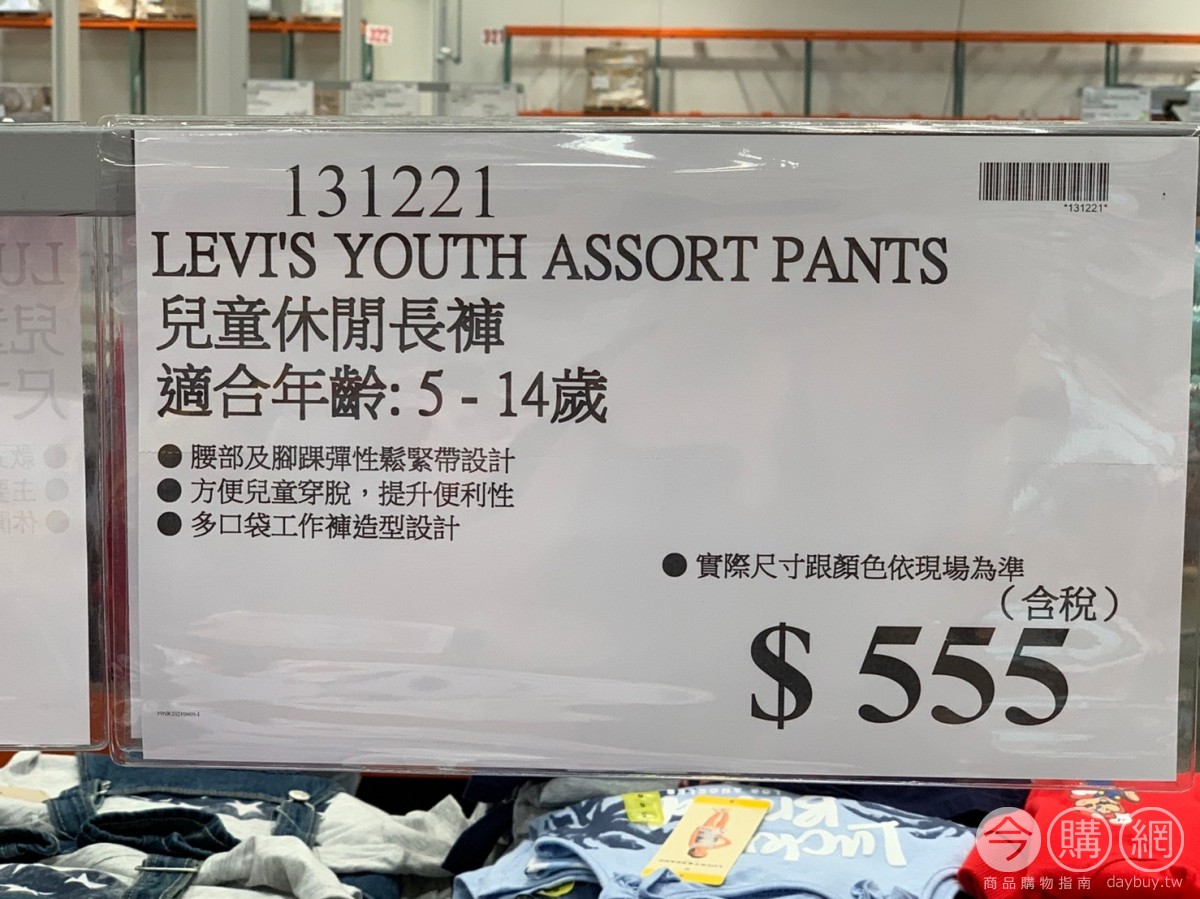 322
321
131221
*131221*
LEVI'S YOUTH ASSORT PANTS
兒童休閒長褲
適合年齡: 5 - 14歲
● 腰部及腳踝彈性鬆緊帶設計
● 方便兒童穿脫，提升便利性
● 多口袋工作褲造型設計
● 實際尺寸跟顏色依現場為準
（含稅）
$ 555
Lucky
今購網
商品購物指南 daybuy.tw